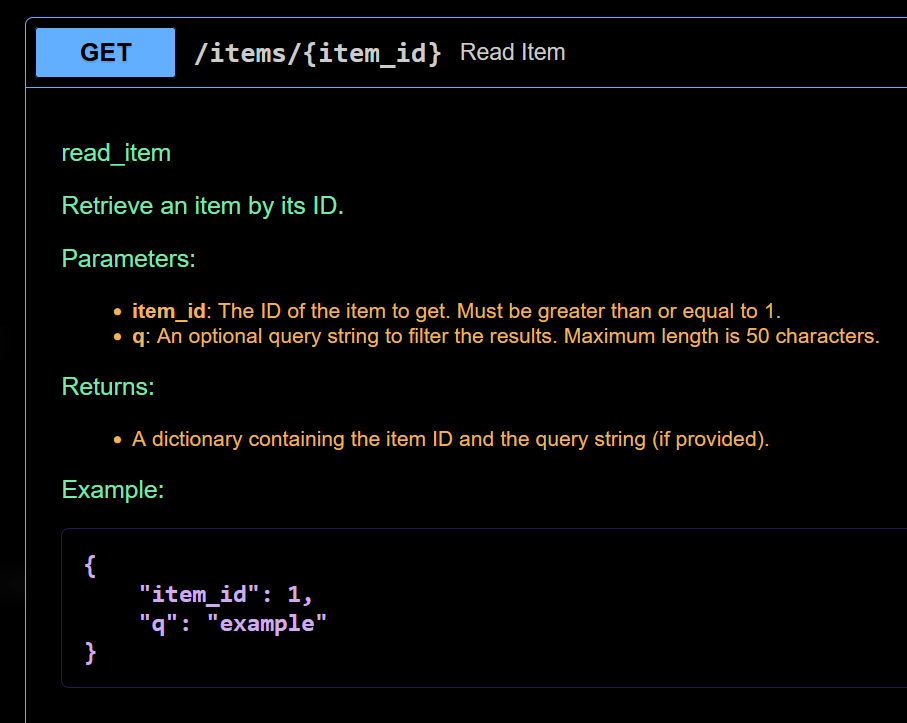 GET /items/{item_id} Read Item
read_item
Retrieve an item by its ID.
Parameters:
• item_id: The ID of the item to get. Must be greater than or equal to 1.
• q: An optional query string to filter the results. Maximum length is 50 characters.
Returns:
• A dictionary containing the item ID and the query string (if provided).
Example:
{
    "item_id": 1,
    "q": "example"
}